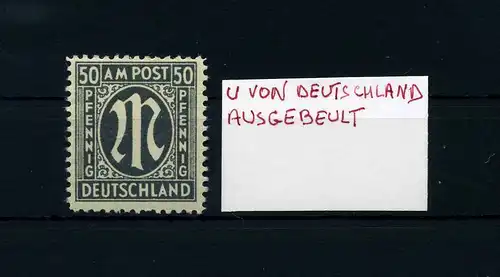 50 AM POST 50
PFENNIG
M
PFENNIG
DEUTSCHLAND
U VON DEUTSCHLAND
AUSGEBEULT